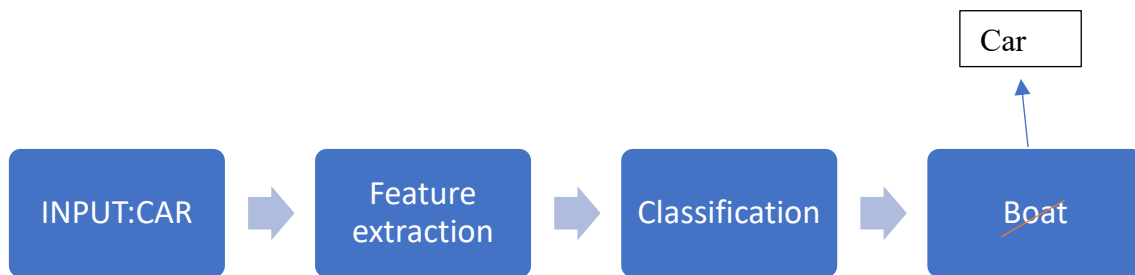 Car
INPUT:CAR
Feature
extraction
Classification
Boat